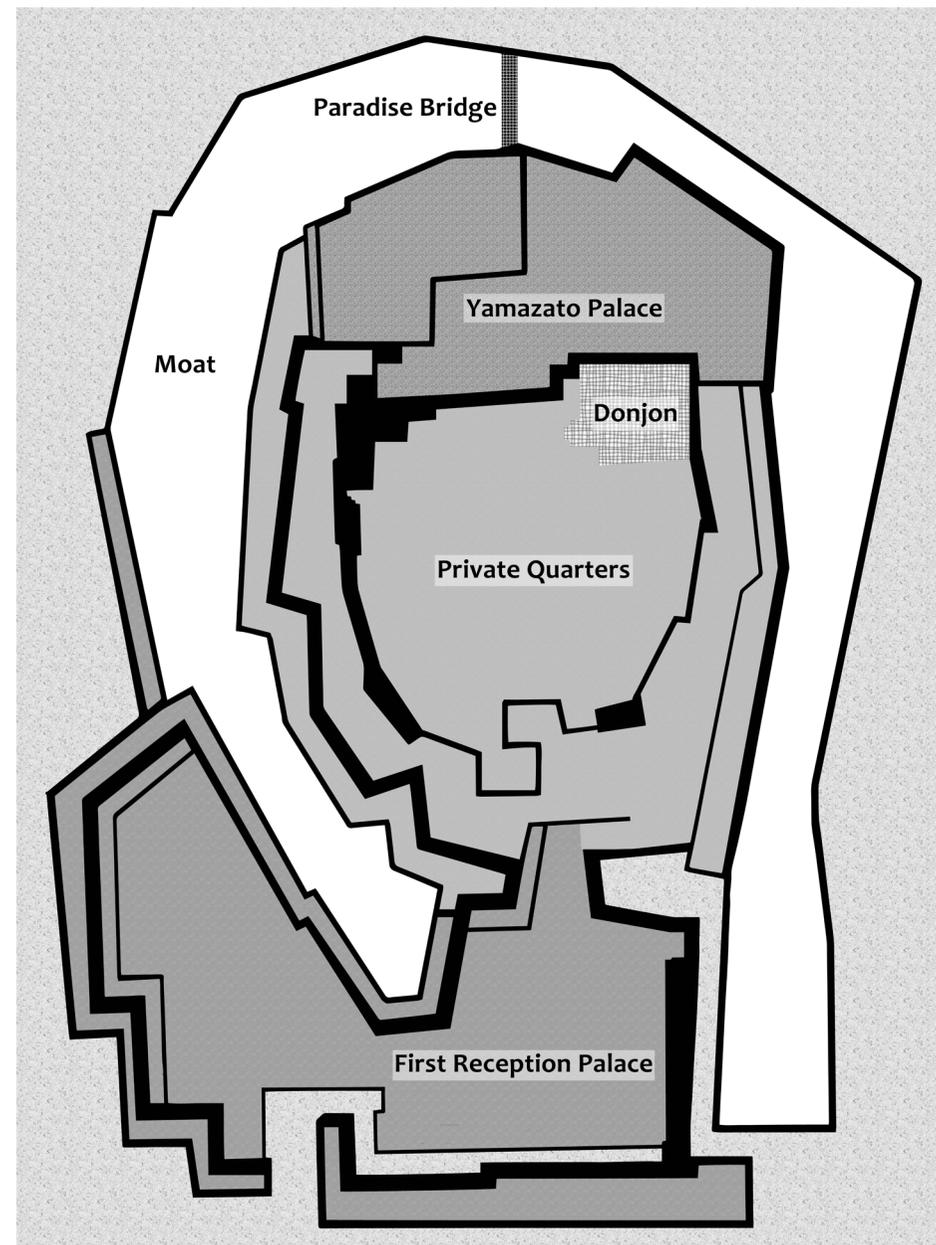 Paradise Bridge
Yamazato Palace
Moat
Donjon
Private Quarters
First Reception Palace